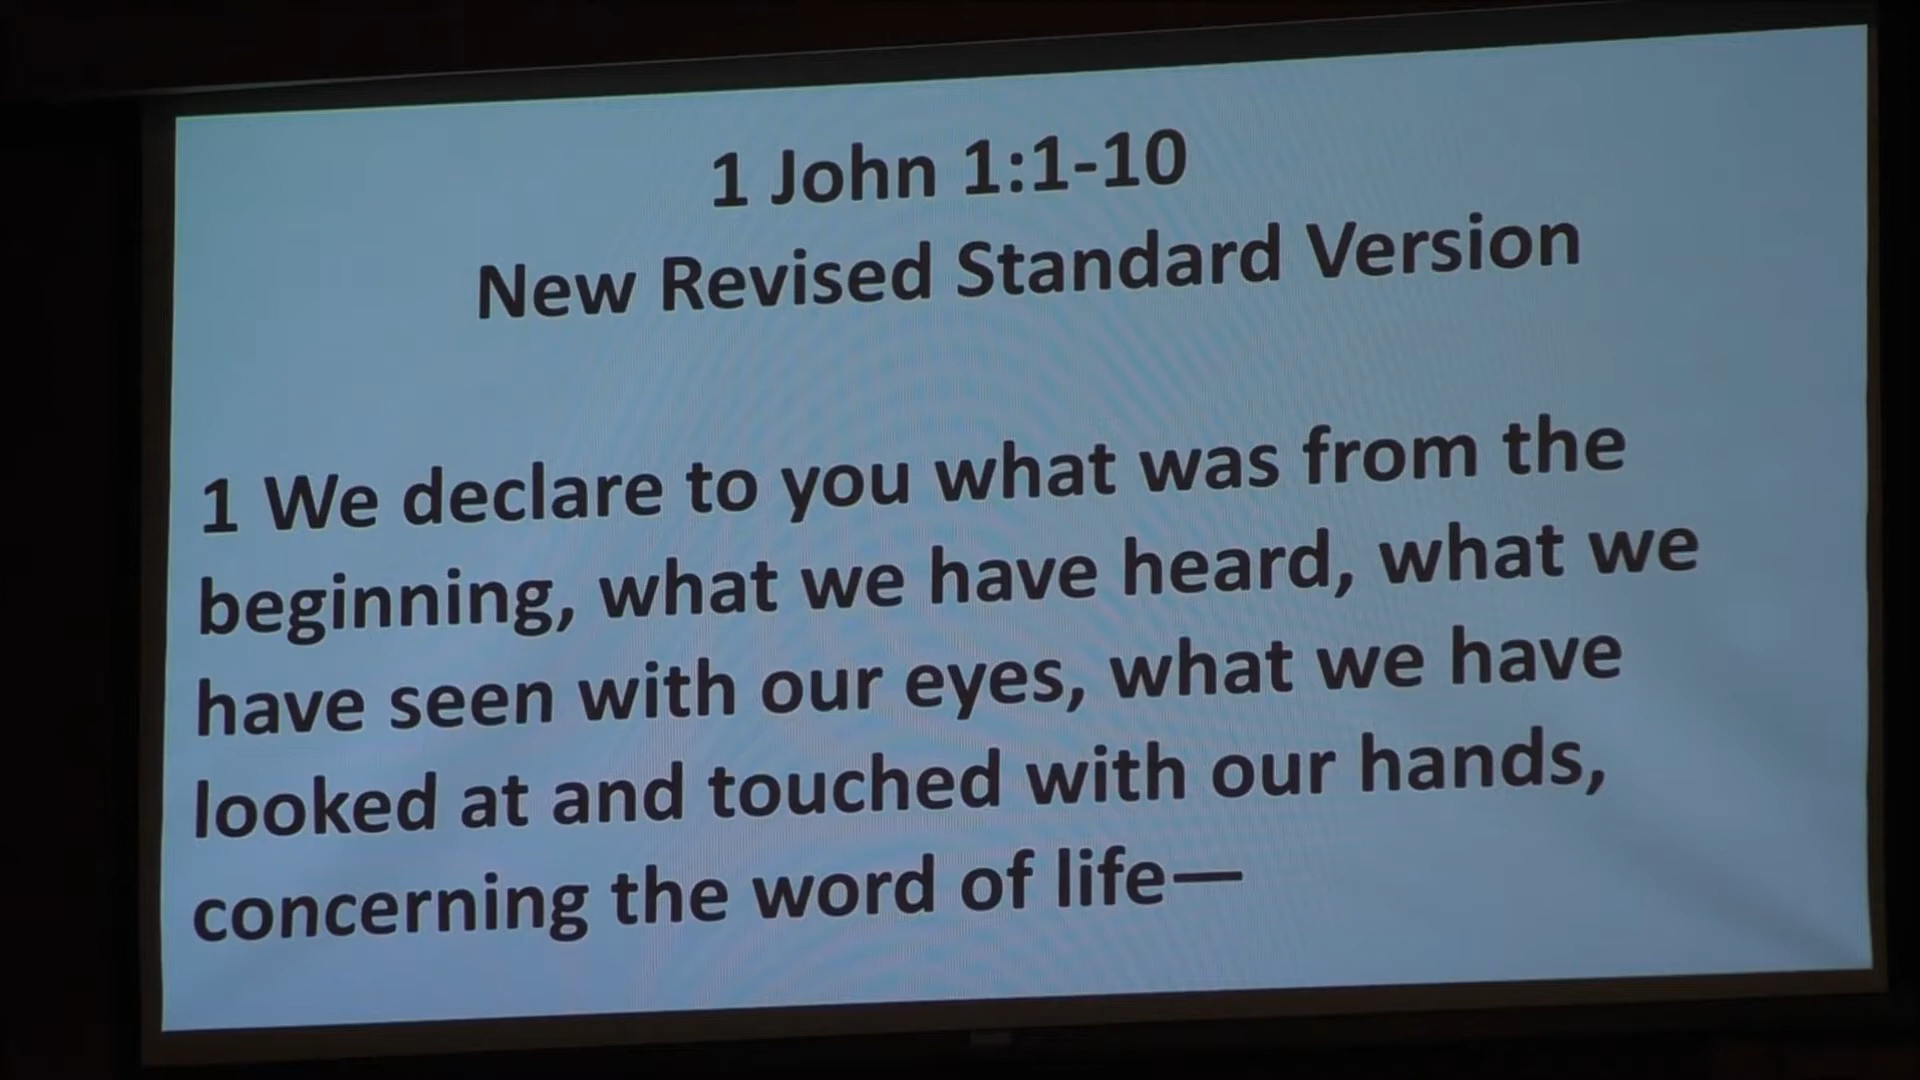 1 John 1:1-10
New Revised Standard Version
1 We declare to you what was from the
beginning, what we have heard, what we
have seen with our eyes, what we have
looked at and touched with our hands,
concerning the word of life—